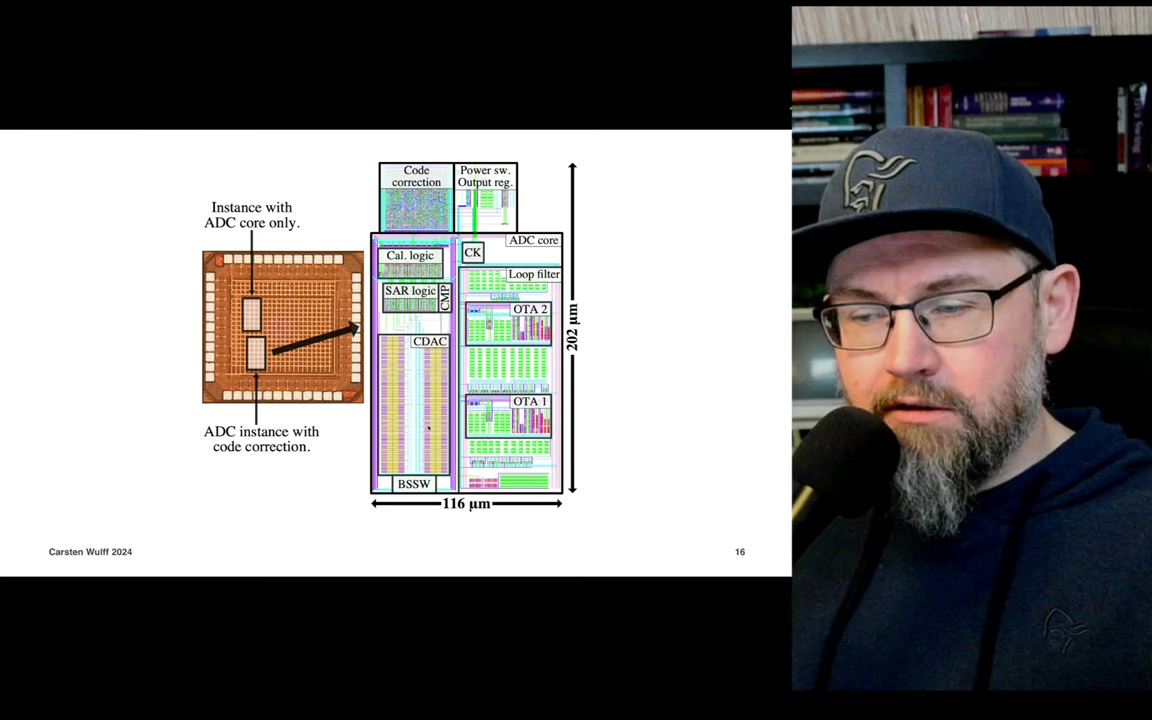 Instance with
ADC core only.
ADC instance with
code correction.
Code
correction
Power sw.
Output reg.
ADC core
CK
Cal. logic
Loop filter
SAR logic
CMP
OTA 2
CDAC
OTA 1
BSSW
202 µm
116 µm
Carsten Wulff 2024
16
ANTENNA
THEORY